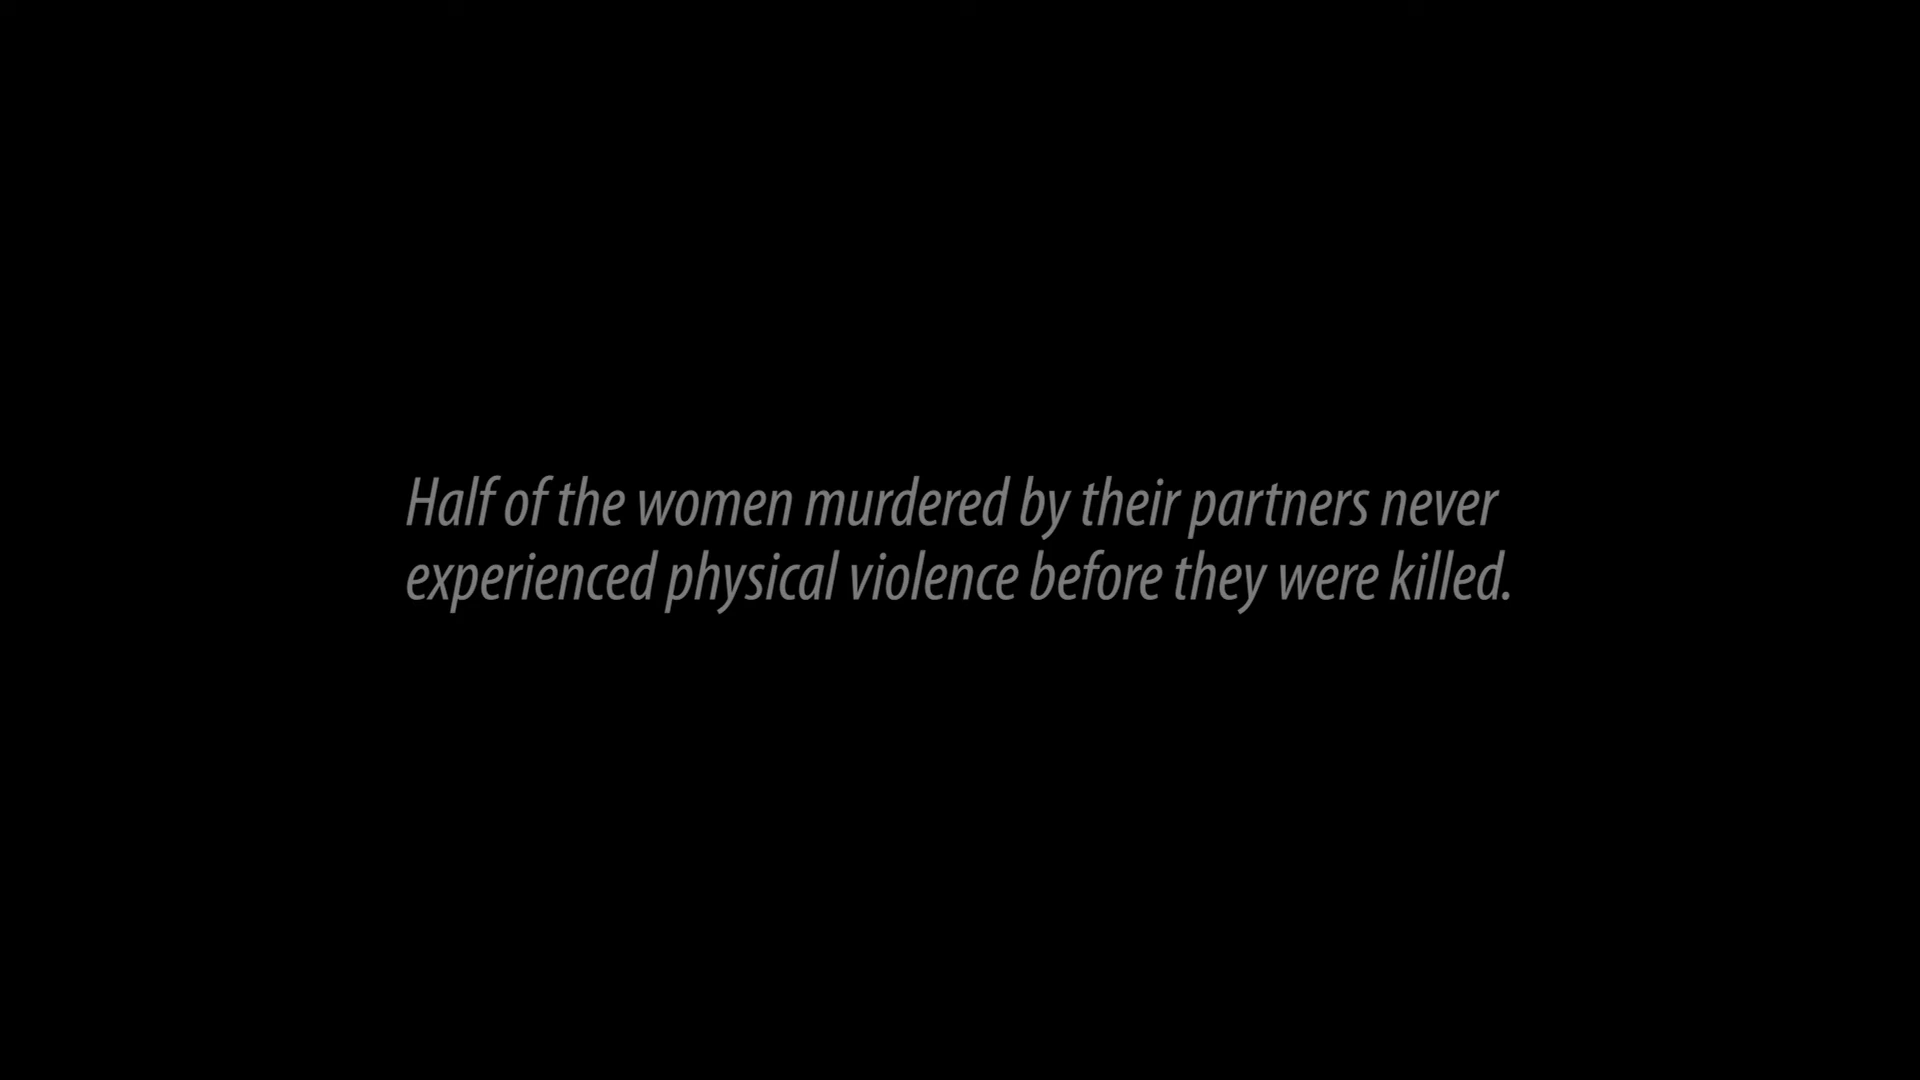 Half of the women murdered by their partners never
experienced physical violence before they were killed.